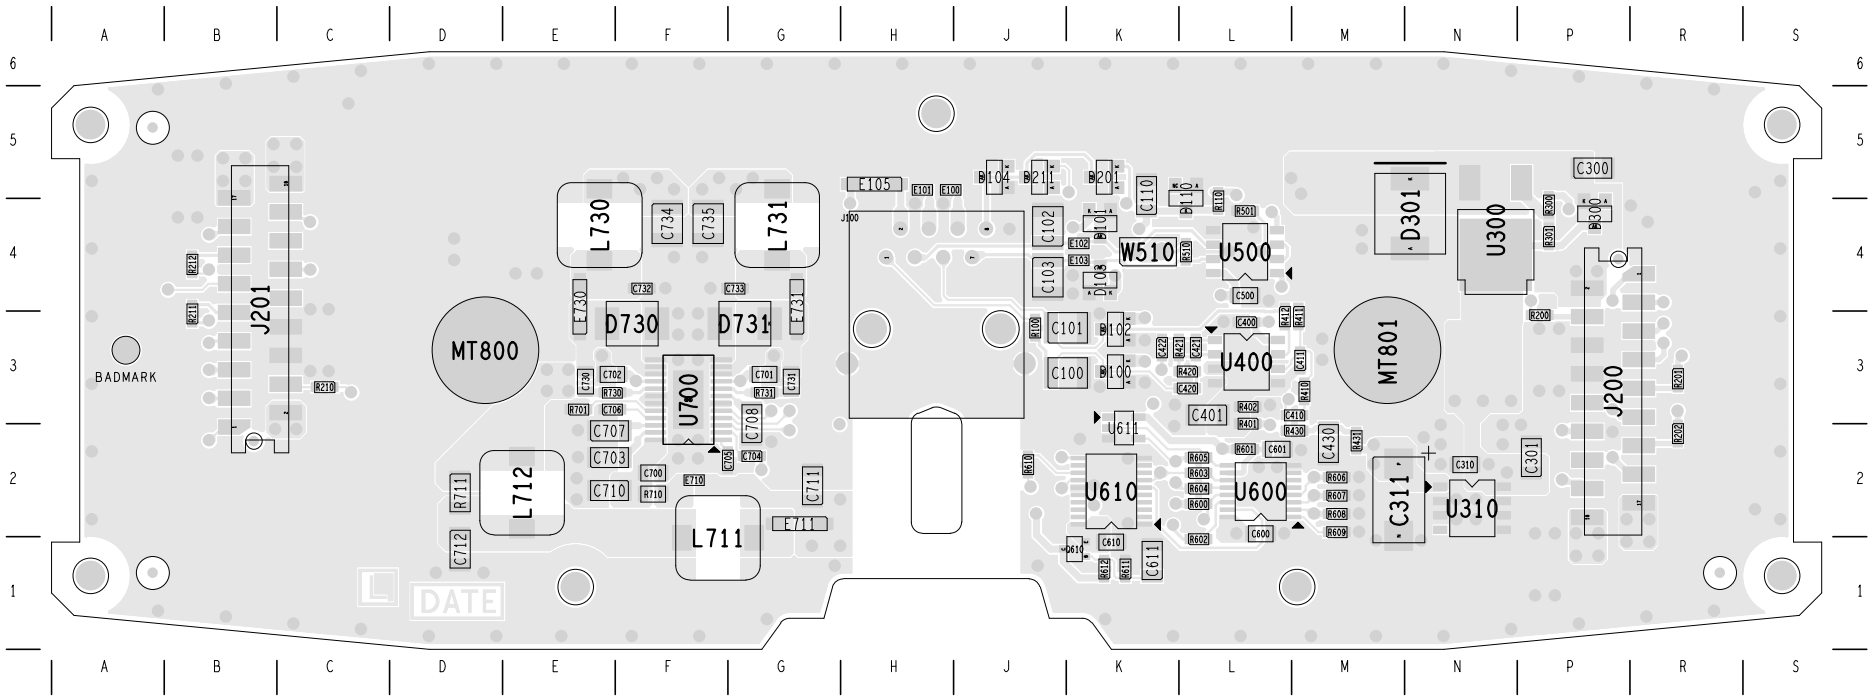 A B C D E F G H J K L M N P R S
6 6
5 5
C300
E105 E101 E100 D104 D211 D201 C110 D110 R110
L730 C734 C735 L731 J100 C102 D101 R501 D301 R300 D300
U300 R301
R212 E102 W510 R510 U500
4 4
E103
J201 E730 C732 C733 E731 C103 D103 C500
R211 D730 D731 R100 C101 D102 C400 R412 R411 R200
MT800 MT801
BADMARK C422 R421 C421 U400 C411
3 3
R210 C730 C702 U700 C701 C731 C100 D100 R420 C420 R410 J200 R201
R730 R731
R701 C706 C708 C401 R402 C410
C707 U611 R401 R430 C430 R431 R202
C703 C705 C704 R610 R605 R601 C601 C310 C301
2 2
R711 L712 C710 C700 E710 C711 U610 R603 U600 R606
R710 R604 R607 C311 U310
R600 R608
C712 L711 E711 C610 R602 C600 R609
C611
R612 R611
1 1
L DATE
A B C D E F G H J K L M N P R S